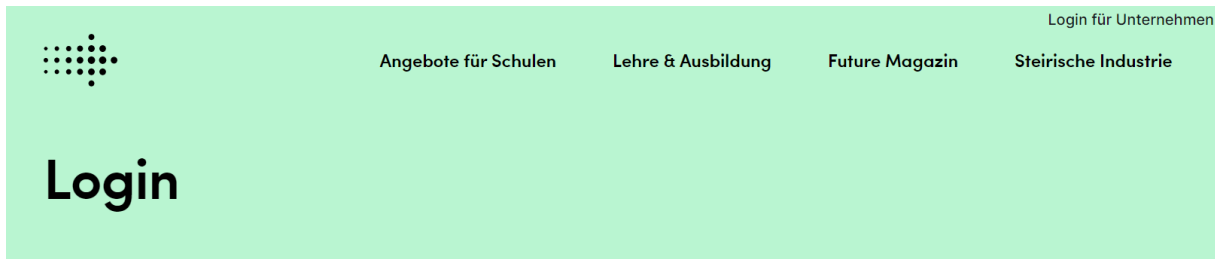 Login für Unternehmen
Angebote für Schulen Lehre & Ausbildung Future Magazin Steirische Industrie
Login